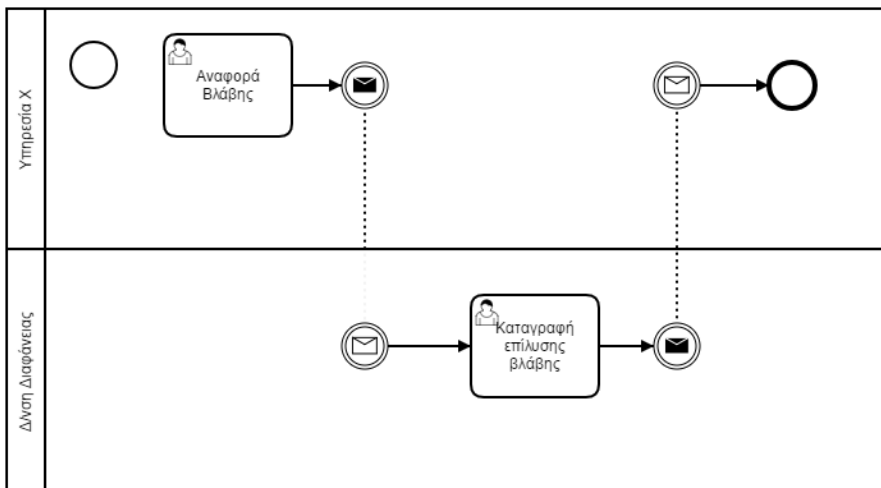 Υπηρεσία Χ
Αναφορά
Βλάβης
Δ/νση Διαφάνειας
Καταγραφή
επίλυσης
βλάβης